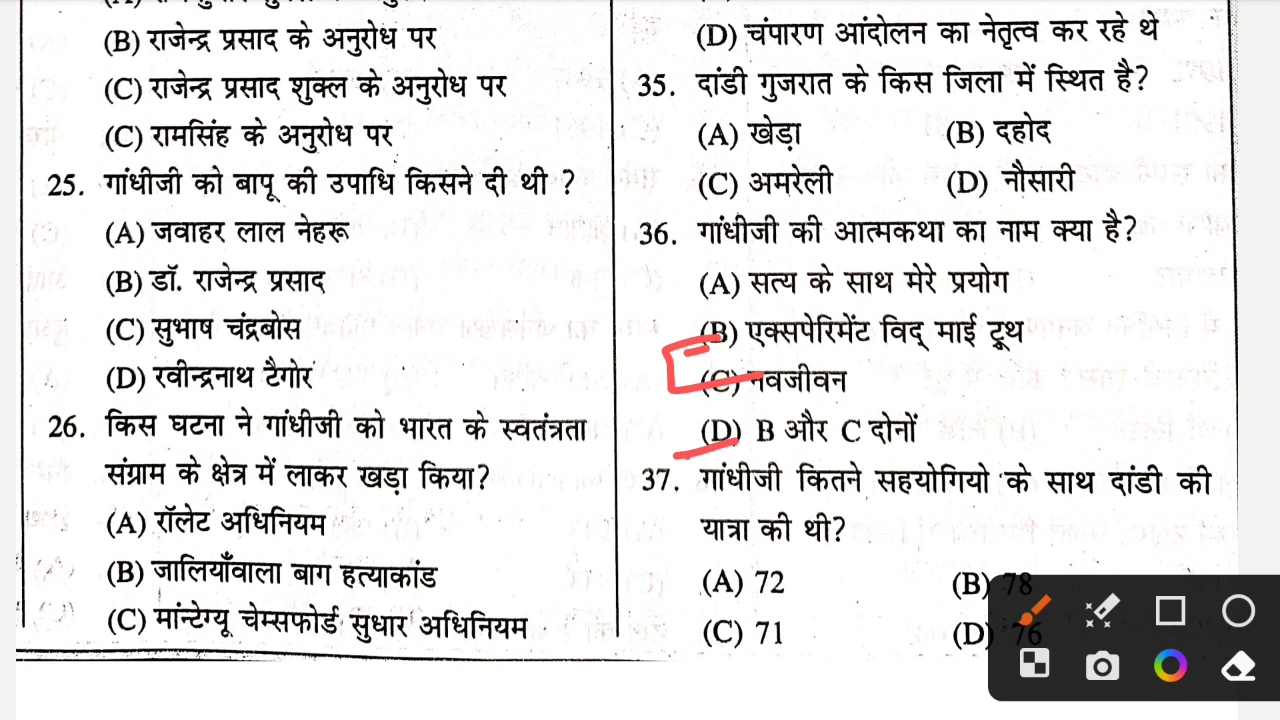 (B) राजेन्द्र प्रसाद के अनुरोध पर
(C) राजेन्द्र प्रसाद शुक्ल के अनुरोध पर
(C) रामसिंह के अनुरोध पर
25. गांधीजी को बापू की उपाधि किसने दी थी ?
(A) जवाहर लाल नेहरू
(B) डॉ. राजेन्द्र प्रसाद
(C) सुभाष चंद्रबोस
(D) रवीन्द्रनाथ टैगोर
26. किस घटना ने गांधीजी को भारत के स्वतंत्रता
संग्राम के क्षेत्र में लाकर खड़ा किया?
(A) रॉलेट अधिनियम
(B) जालियाँवाला बाग हत्याकांड
(C) मांन्टेग्यू चेम्सफोर्ड सुधार अधिनियम
(D) चंपारण आंदोलन का नेतृत्व कर रहे थे
35. दांडी गुजरात के किस जिला में स्थित है?
(A) खेड़ा (B) दहोद
(C) अमरेली (D) नौसारी
36. गांधीजी की आत्मकथा का नाम क्या है?
(A) सत्य के साथ मेरे प्रयोग
(B) एक्सपेरिमेंट विद् माई ट्रूथ
(C) नवजीवन
(D) B और C दोनों
37. गांधीजी कितने सहयोगियो के साथ दांडी की
यात्रा की थी?
(A) 72 (B) 78
(C) 71 (D) 76